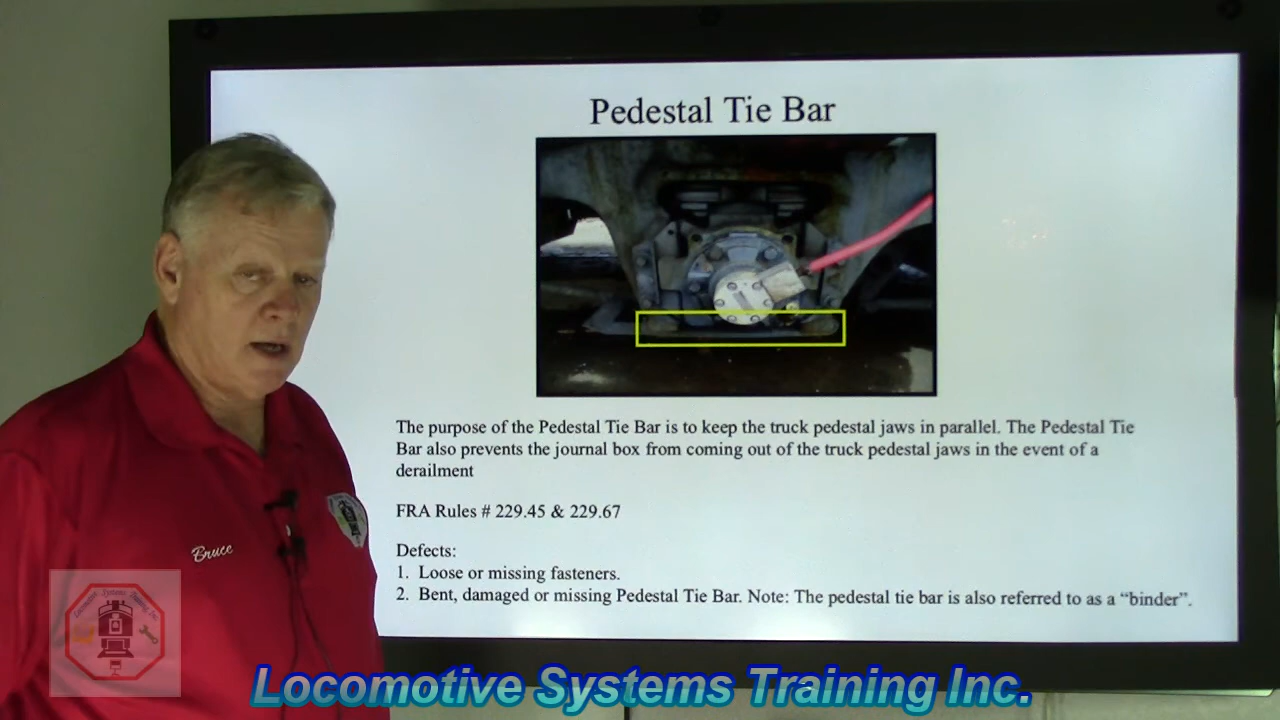 Pedestal Tie Bar
The purpose of the Pedestal Tie Bar is to keep the truck pedestal jaws in parallel. The Pedestal Tie
Bar also prevents the journal box from coming out of the truck pedestal jaws in the event of a
derailment
FRA Rules # 229.45 & 229.67
Defects:
1. Loose or missing fasteners.
2. Bent, damaged or missing Pedestal Tie Bar. Note: The pedestal tie bar is also referred to as a “binder”.
Bruce
Locomotive Systems Training Inc.
Locomotive Systems Training Inc.